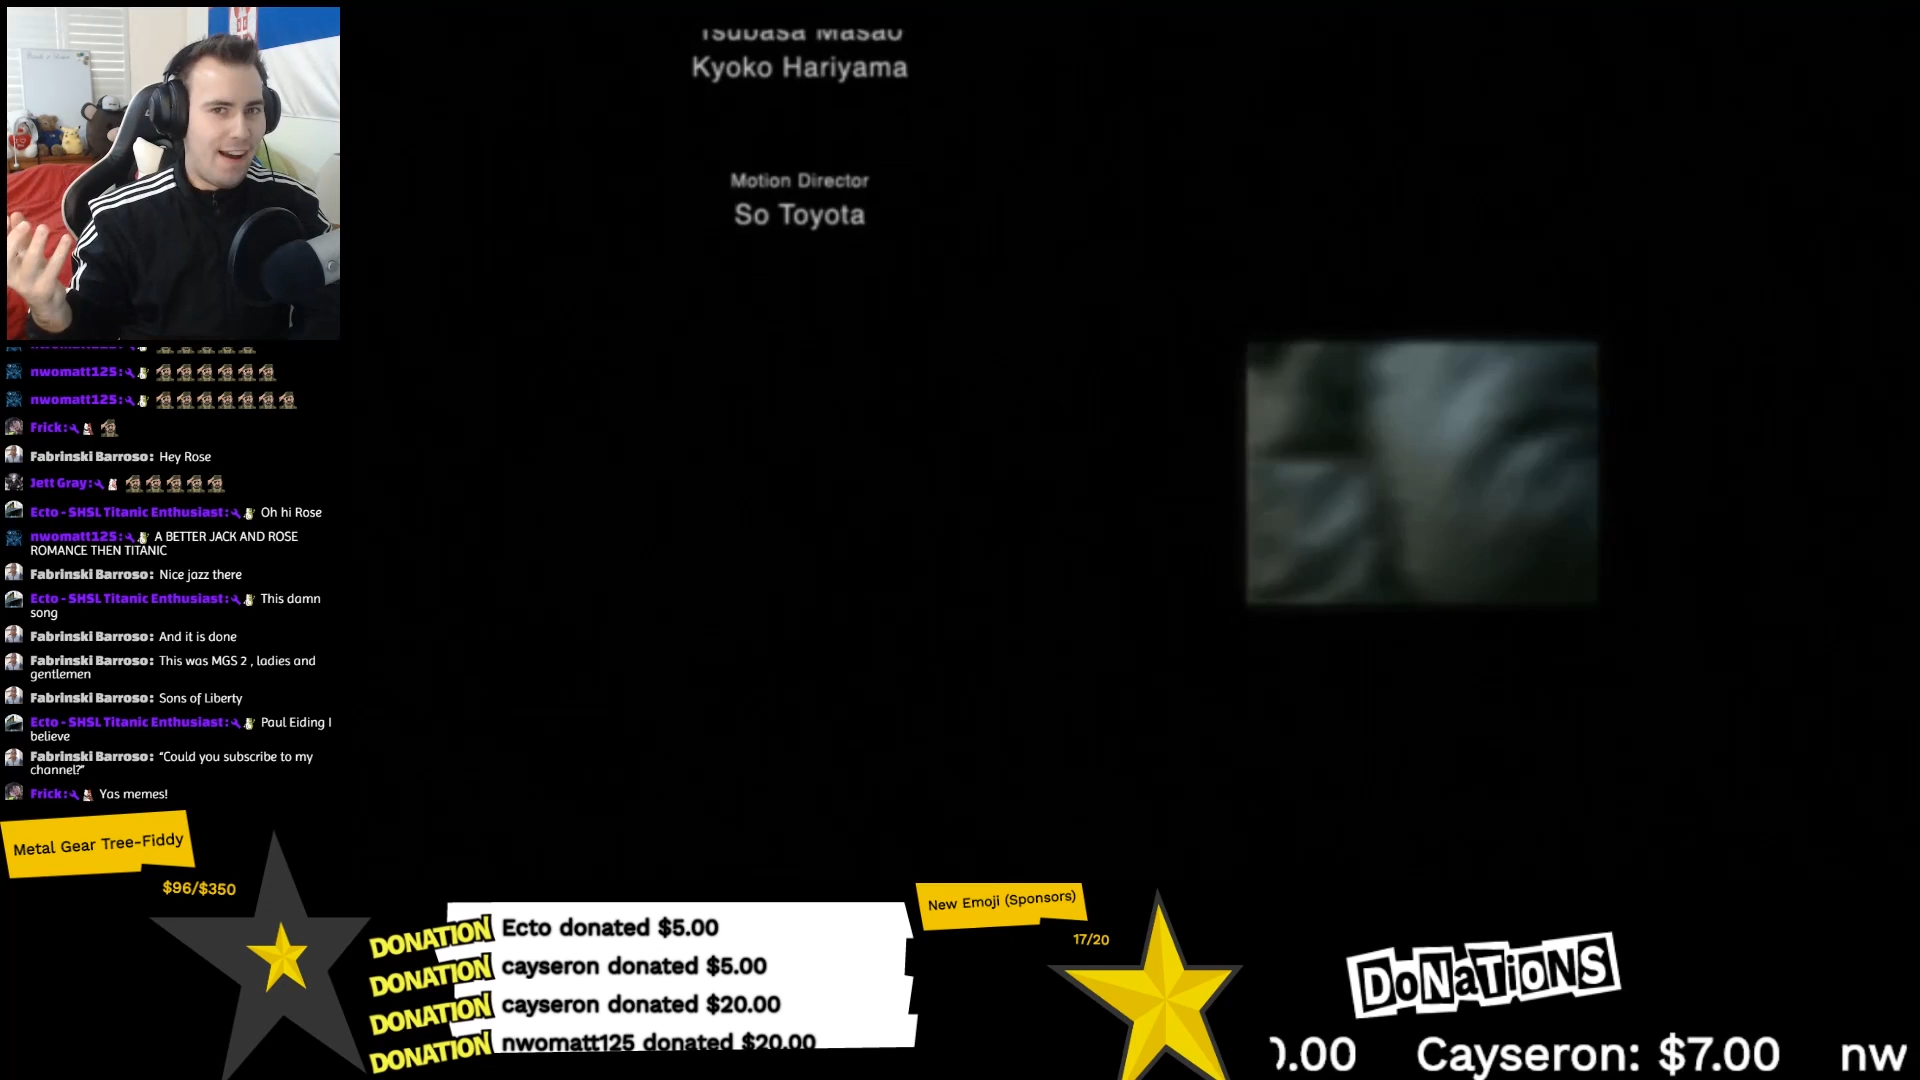 Tsubasa Masao
Kyoko Hariyama
Motion Director
So Toyota
nwomatt125:
nwomatt125:
Frick:
Fabrinski Barroso: Hey Rose
Jett Gray:
Ecto - SHSL Titanic Enthusiast: Oh hi Rose
nwomatt125: A BETTER JACK AND ROSE
ROMANCE THEN TITANIC
Fabrinski Barroso: Nice jazz there
Ecto - SHSL Titanic Enthusiast: This damn
song
Fabrinski Barroso: And it is done
Fabrinski Barroso: This was MGS 2 , ladies and
gentlemen
Fabrinski Barroso: Sons of Liberty
Ecto - SHSL Titanic Enthusiast: Paul Eiding I
believe
Fabrinski Barroso: “Could you subscribe to my
channel?”
Frick: Yas memes!
Metal Gear Tree-Fiddy
$96/$350
DONATION Ecto donated $5.00
DONATION cayseron donated $5.00
DONATION cayseron donated $20.00
DONATION nwomatt125 donated $20.00
New Emoji (Sponsors)
17/20
DoNaTioNS
0.00 Cayseron: $7.00 nw